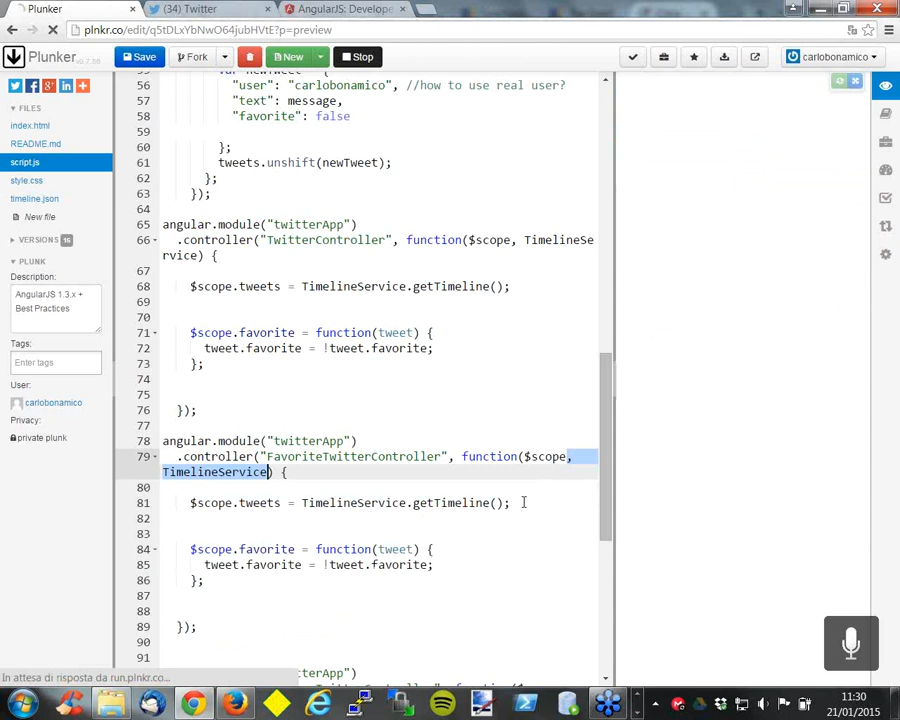 Plunker
(34) Twitter
AngularJS: Develope
plnkr.co/edit/q5tDLxYbNwO64jubHVtC?p=preview
Plunker
Save
Fork
New
Stop
carlobonamico
FILES
index.html
README.md
script.js
style.css
timeline.json
New file
VERSIONS 15
PLUNK
Description:
AngularJS 1.3.x +
Best Practices
Tags:
Enter tags
User:
carlobonamico
Privacy:
private plunk
56 "user": "carlobonamico", //how to use real user?
57 "text": message,
58 "favorite": false
59
60 };
61 tweets.unshift(newTweet);
62 };
63 });
64
65 angular.module("twitterApp")
66 .controller("TwitterController", function($scope, TimelineSe
rvice) {
67
68 $scope.tweets = TimelineService.getTimeline();
69
70
71 $scope.favorite = function(tweet) {
72 tweet.favorite = !tweet.favorite;
73 };
74
75
76 });
77
78 angular.module("twitterApp")
79 .controller("FavoriteTwitterController", function($scope,
TimelineService) {
80
81 $scope.tweets = TimelineService.getTimeline();
82
83
84 $scope.favorite = function(tweet) {
85 tweet.favorite = !tweet.favorite;
86 };
87
88
89 });
90
91
In attesa di risposta da run.plnkr.co...
11:30
21/01/2015